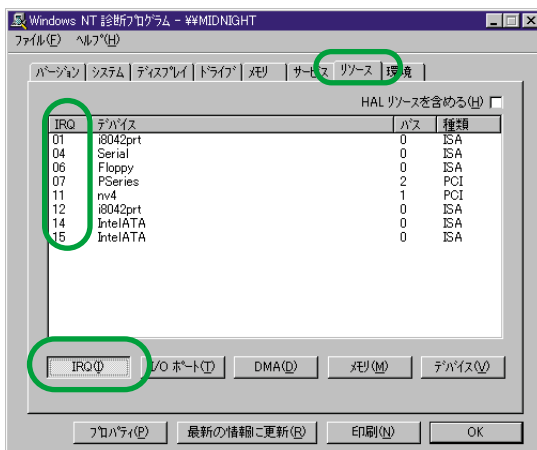 Windows NT 診断プログラム - ¥¥MIDNIGHT
ファイル(F) ヘルプ(H)
バージョン システム ディスプレイ ドライブ メモリ サービス リソース 環境
HAL リソースを含める(H)
IRQ デバイス バス 種類
01 i8042prt 0 ISA
04 Serial 0 ISA
06 Floppy 0 ISA
07 PSeries 2 PCI
11 nv4 1 PCI
12 i8042prt 0 ISA
14 IntelATA 0 ISA
15 IntelATA 0 ISA
IRQ(I) I/O ポート(T) DMA(D) メモリ(M) デバイス(V)
プロパティ(P) 最新の情報に更新(R) 印刷(N) OK